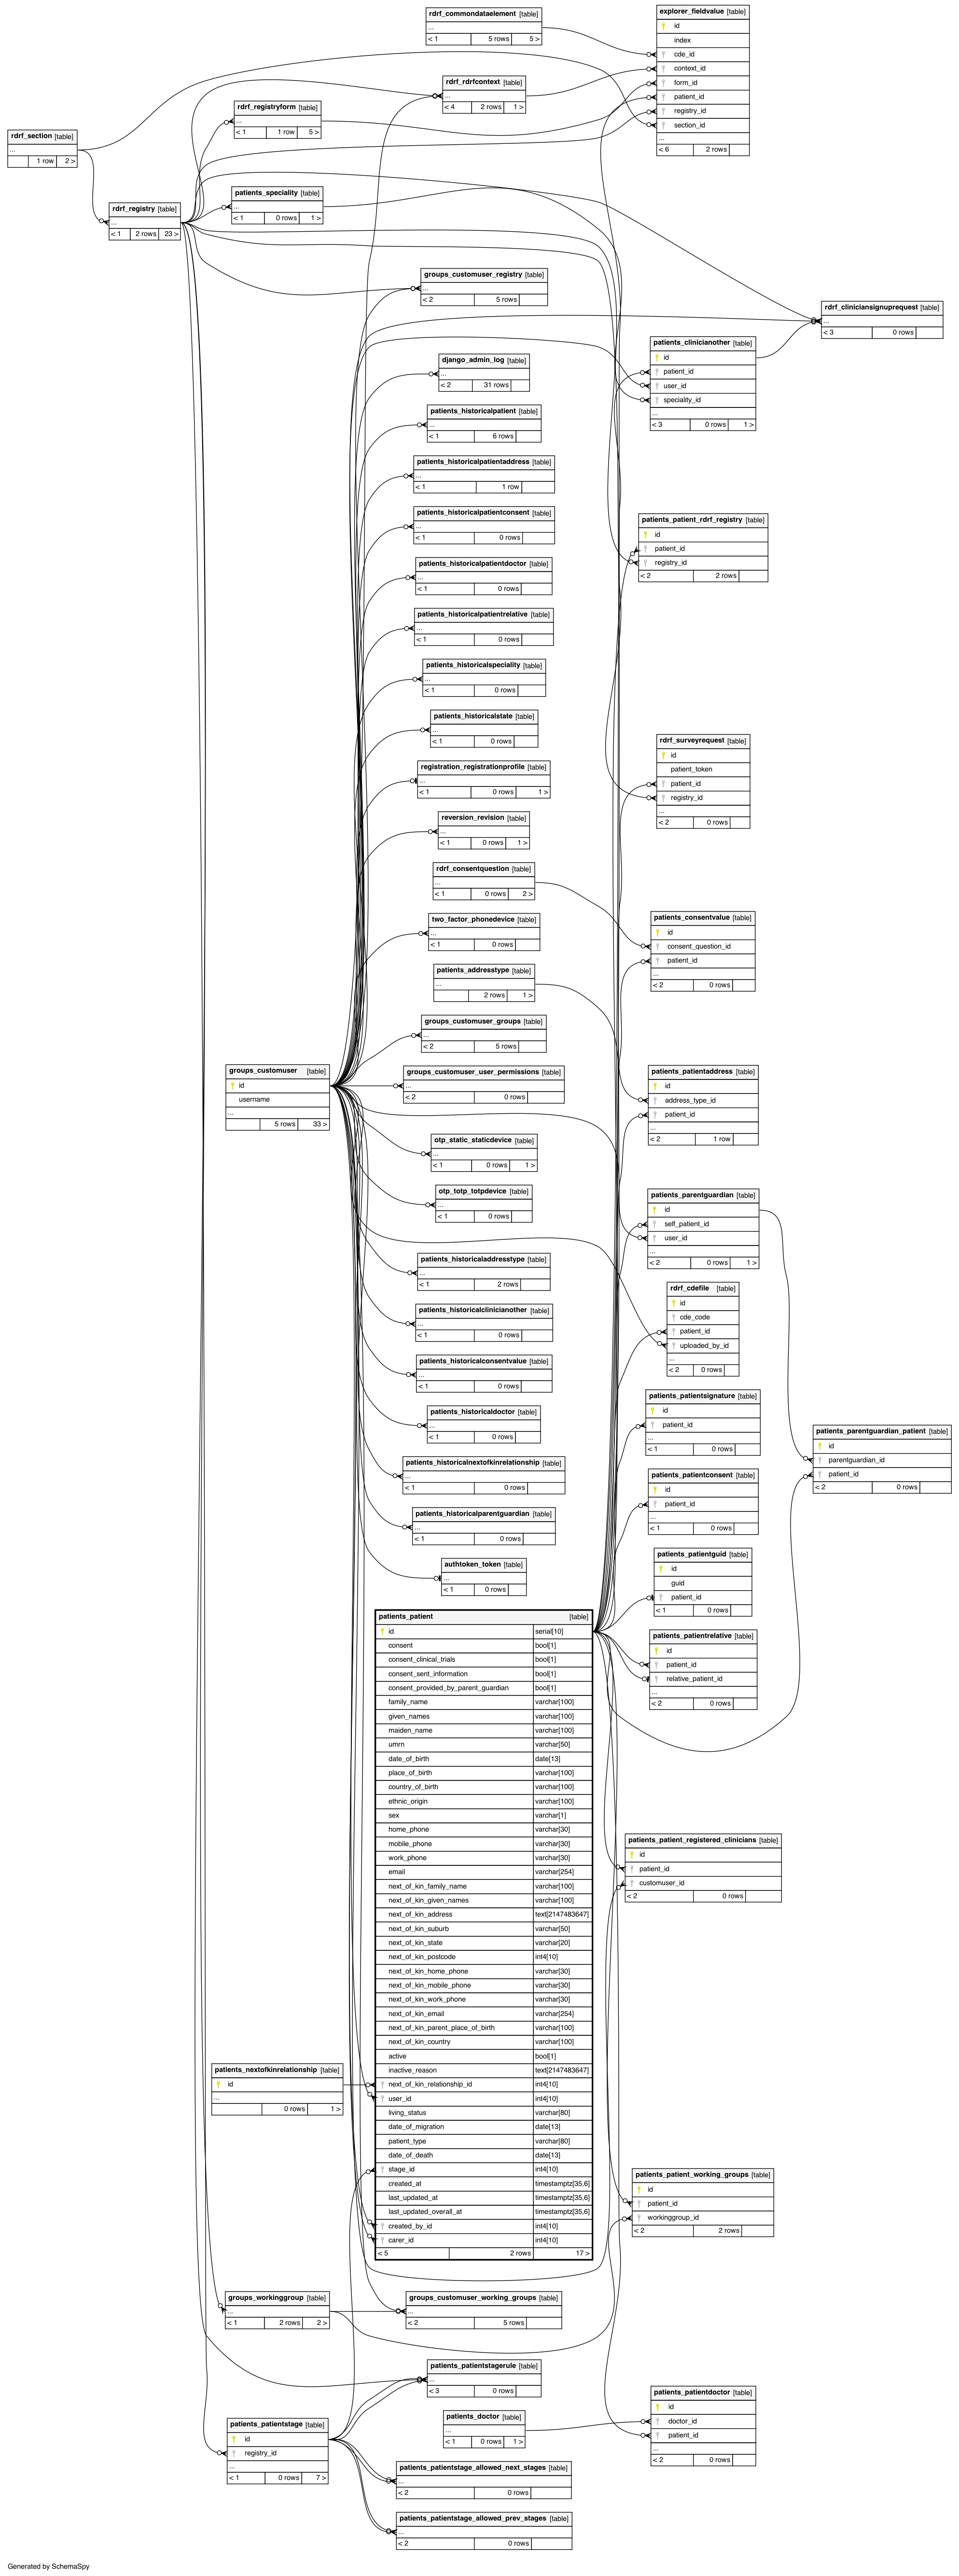 rdrf_commondataelement [table]
...
< 1 5 rows 5 >
explorer_fieldvalue [table]
id
index
cde_id
context_id
form_id
patient_id
registry_id
section_id
...
< 6 2 rows
rdrf_rdrfcontext [table]
...
< 4 2 rows 1 >
rdrf_registryform [table]
...
< 1 1 row 5 >
rdrf_section [table]
...
1 row 2 >
patients_speciality [table]
...
< 1 0 rows 1 >
rdrf_registry [table]
...
< 1 2 rows 23 >
groups_customuser_registry [table]
...
< 2 5 rows
rdrf_cliniciansignuprequest [table]
...
< 3 0 rows
patients_clinicianother [table]
id
patient_id
user_id
speciality_id
...
< 3 0 rows 1 >
django_admin_log [table]
...
< 2 31 rows
patients_historicalpatient [table]
...
< 1 6 rows
patients_historicalpatientaddress [table]
...
< 1 1 row
patients_historicalpatientconsent [table]
...
< 1 0 rows
patients_patient_rdrf_registry [table]
id
patient_id
registry_id
< 2 2 rows
patients_historicalpatientdoctor [table]
...
< 1 0 rows
patients_historicalpatientrelative [table]
...
< 1 0 rows
patients_historicalspeciality [table]
...
< 1 0 rows
patients_historicalstate [table]
...
< 1 0 rows
rdrf_surveyrequest [table]
id
patient_token
patient_id
registry_id
...
< 2 0 rows
registration_registrationprofile [table]
...
< 1 0 rows 1 >
reversion_revision [table]
...
< 1 0 rows 1 >
rdrf_consentquestion [table]
...
< 1 0 rows 2 >
two_factor_phonedevice [table]
...
< 1 0 rows
patients_consentvalue [table]
id
consent_question_id
patient_id
...
< 2 0 rows
patients_addresstype [table]
...
2 rows 1 >
groups_customuser_groups [table]
...
< 2 5 rows
groups_customuser [table]
id
username
...
5 rows 33 >
groups_customuser_user_permissions [table]
...
< 2 0 rows
patients_patientaddress [table]
id
address_type_id
patient_id
...
< 2 1 row
otp_static_staticdevice [table]
...
< 1 0 rows 1 >
otp_totp_totpdevice [table]
...
< 1 0 rows
patients_parentguardian [table]
id
self_patient_id
user_id
...
< 2 0 rows 1 >
patients_historicaladdresstype [table]
...
< 1 2 rows
rdrf_cdefile [table]
id
cde_code
patient_id
uploaded_by_id
...
< 2 0 rows
patients_historicalclinicianother [table]
...
< 1 0 rows
patients_historicalconsentvalue [table]
...
< 1 0 rows
patients_patientsignature [table]
id
patient_id
...
< 1 0 rows
patients_historicaldoctor [table]
...
< 1 0 rows
patients_parentguardian_patient [table]
id
parentguardian_id
patient_id
< 2 0 rows
patients_historicalnextofkinrelationship [table]
...
< 1 0 rows
patients_patientconsent [table]
id
patient_id
...
< 1 0 rows
patients_historicalparentguardian [table]
...
< 1 0 rows
patients_patientguid [table]
id
guid
patient_id
< 1 0 rows
authtoken_token [table]
...
< 1 0 rows
patients_patientrelative [table]
id
patient_id
relative_patient_id
...
< 2 0 rows
patients_patient [table]
id serial[10]
consent bool[1]
consent_clinical_trials bool[1]
consent_sent_information bool[1]
consent_provided_by_parent_guardian bool[1]
family_name varchar[100]
given_names varchar[100]
maiden_name varchar[100]
umrn varchar[50]
date_of_birth date[13]
place_of_birth varchar[100]
country_of_birth varchar[100]
ethnic_origin varchar[100]
sex varchar[1]
home_phone varchar[30]
mobile_phone varchar[30]
work_phone varchar[30]
email varchar[254]
next_of_kin_family_name varchar[100]
next_of_kin_given_names varchar[100]
next_of_kin_address text[2147483647]
next_of_kin_suburb varchar[50]
next_of_kin_state varchar[20]
next_of_kin_postcode int4[10]
next_of_kin_home_phone varchar[30]
next_of_kin_mobile_phone varchar[30]
next_of_kin_work_phone varchar[30]
next_of_kin_email varchar[254]
next_of_kin_parent_place_of_birth varchar[100]
next_of_kin_country varchar[100]
active bool[1]
inactive_reason text[2147483647]
next_of_kin_relationship_id int4[10]
user_id int4[10]
living_status varchar[80]
date_of_migration date[13]
patient_type varchar[80]
date_of_death date[13]
stage_id int4[10]
created_at timestamptz[35,6]
last_updated_at timestamptz[35,6]
last_updated_overall_at timestamptz[35,6]
created_by_id int4[10]
carer_id int4[10]
< 5 2 rows 17 >
patients_patient_registered_clinicians [table]
id
patient_id
customuser_id
< 2 0 rows
patients_nextofkinrelationship [table]
id
...
0 rows 1 >
patients_patient_working_groups [table]
id
patient_id
workinggroup_id
< 2 2 rows
groups_workinggroup [table]
...
< 1 2 rows 2 >
groups_customuser_working_groups [table]
...
< 2 5 rows
patients_patientstagerule [table]
...
< 3 0 rows
patients_patientdoctor [table]
id
doctor_id
patient_id
...
< 2 0 rows
patients_doctor [table]
...
< 1 0 rows 1 >
patients_patientstage [table]
id
registry_id
...
< 1 0 rows 7 >
patients_patientstage_allowed_next_stages [table]
...
< 2 0 rows
patients_patientstage_allowed_prev_stages [table]
...
< 2 0 rows
Generated by SchemaSpy